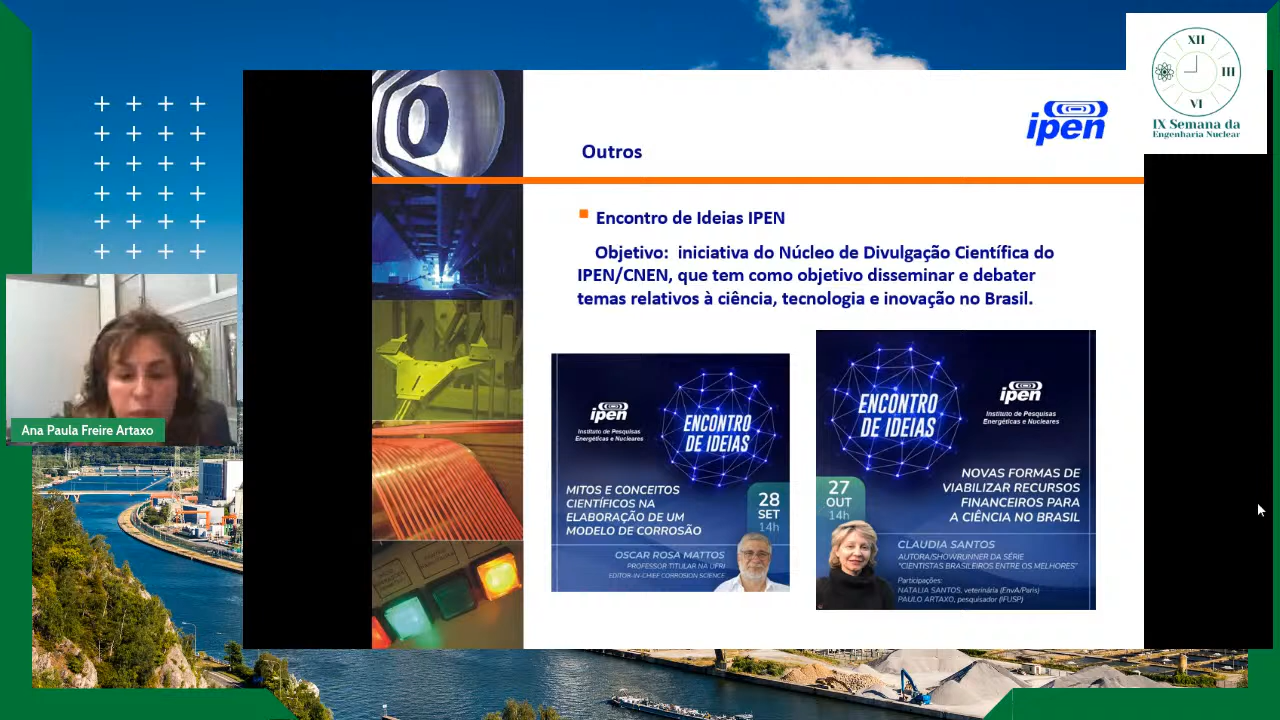 XII
III
VI
IX Semana da
Engenharia Nuclear
ipen
Outros
Encontro de Ideias IPEN
Objetivo: iniciativa do Núcleo de Divulgação Científica do
IPEN/CNEN, que tem como objetivo disseminar e debater
temas relativos à ciência, tecnologia e inovação no Brasil.
Ana Paula Freire Artaxo
ipen
Instituto de Pesquisas
Energéticas e Nucleares
ENCONTRO
DE IDEIAS
MITOS E CONCEITOS
CIENTÍFICOS NA
ELABORAÇÃO DE UM
MODELO DE CORROSÃO
28
SET
14h
OSCAR ROSA MATTOS
PROFESSOR TITULAR NA UFRJ
EDITOR-IN-CHIEF CORROSION SCIENCE
ENCONTRO
DE IDEIAS
ipen
Instituto de Pesquisas
Energéticas e Nucleares
27
OUT
14h
NOVAS FORMAS DE
VIABILIZAR RECURSOS
FINANCEIROS PARA
A CIÊNCIA NO BRASIL
CLAUDIA SANTOS
AUTORA/SHOWRUNNER DA SÉRIE
"CIENTISTAS BRASILEIROS ENTRE OS MELHORES"
Participações:
NATALIA SANTOS, veterinária (EnvA/Paris)
PAULO ARTAXO, pesquisador (IFUSP)